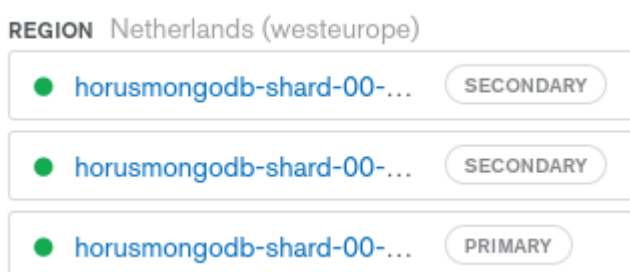 REGION Netherlands (westeurope)
horusmongodb-shard-00-... SECONDARY
horusmongodb-shard-00-... SECONDARY
horusmongodb-shard-00-... PRIMARY